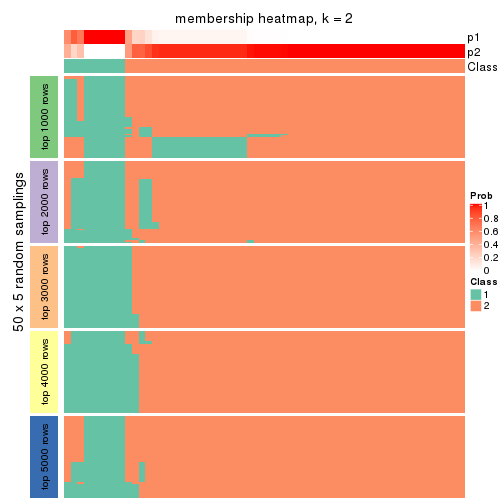 membership heatmap, k = 2
p1
p2
Class
50 x 5 random samplings
top 1000 rows
top 2000 rows
top 3000 rows
top 4000 rows
top 5000 rows
Prob
1
0.8
0.6
0.4
0.2
0
Class
1
2